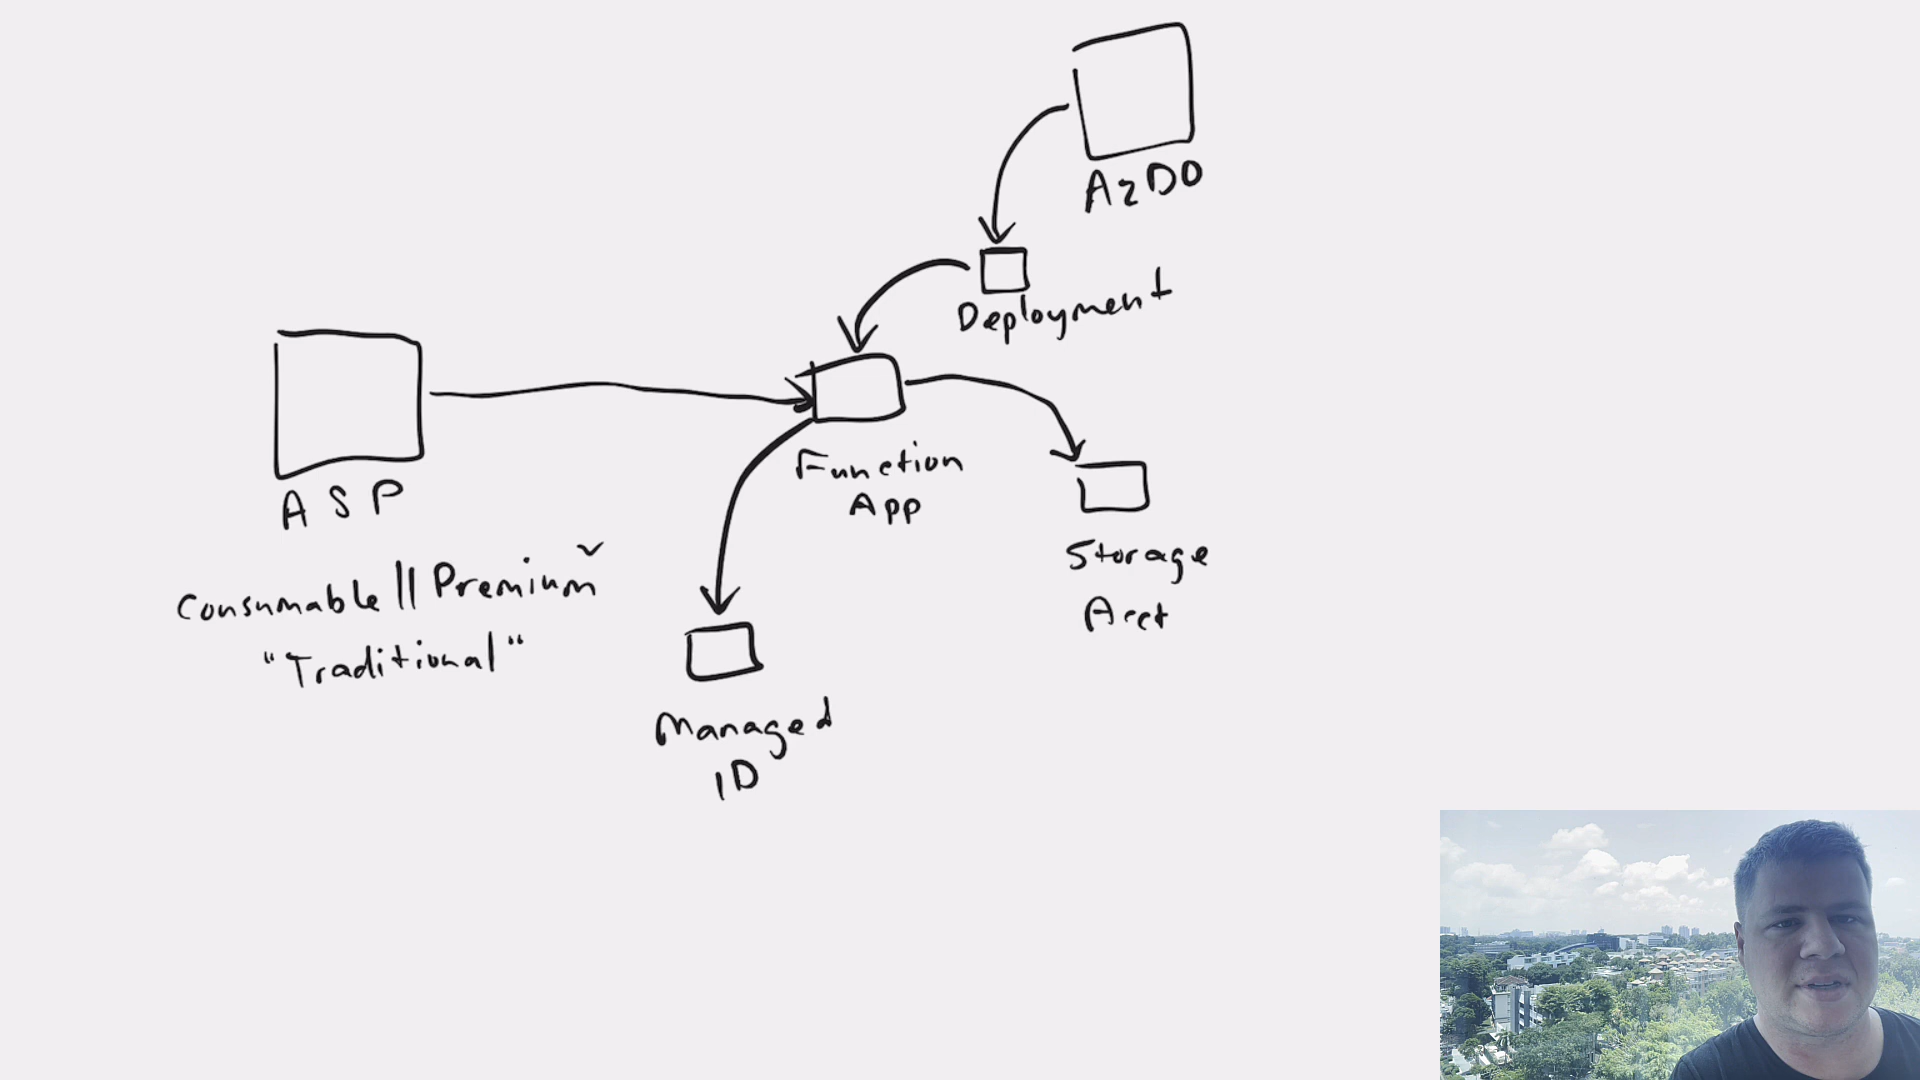 AzDO
Deployment
Function
App
ASP
Storage
Acct
Consumable || Premium
"Traditional"
Managed
ID